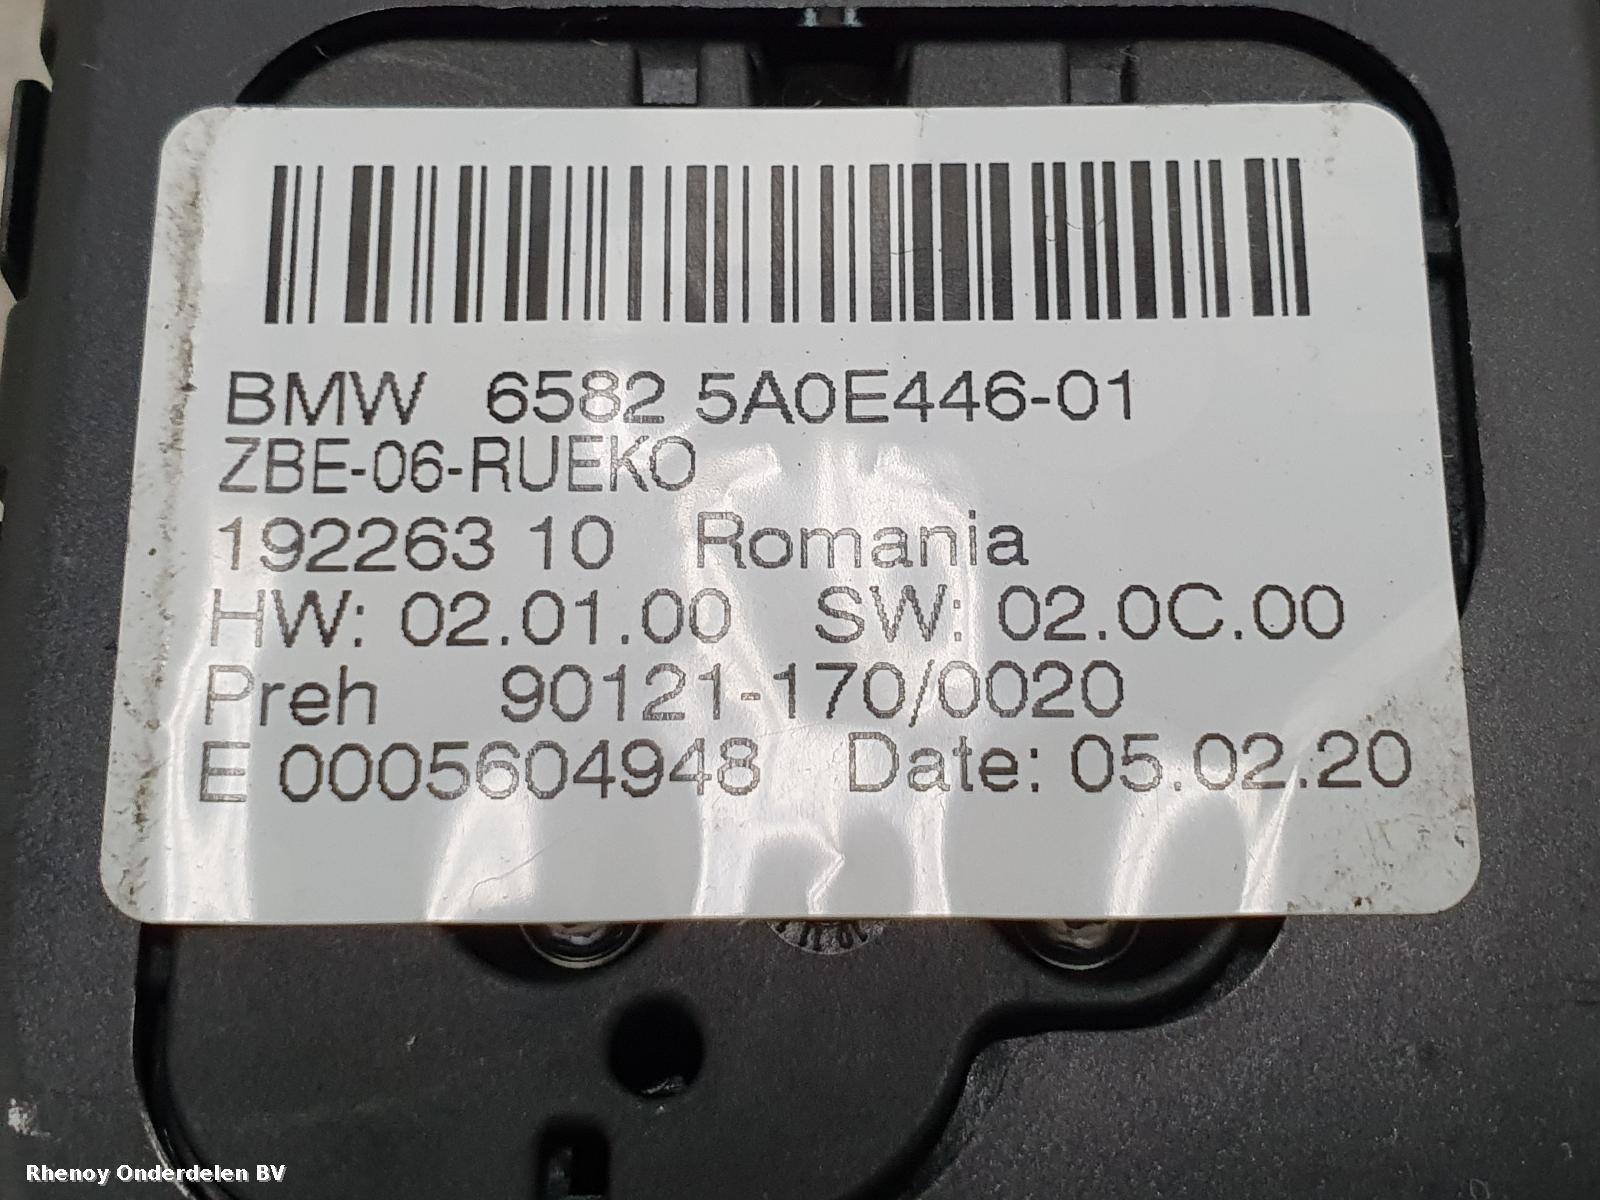 BMW 6582 5A0E446-01
ZBE-06-RUEKO
192263 10 Romania
HW: 02.01.00 SW: 02.0C.00
Preh 90121-170/0020
E 0005604948 Date: 05.02.20
Rhenoy Onderdelen BV